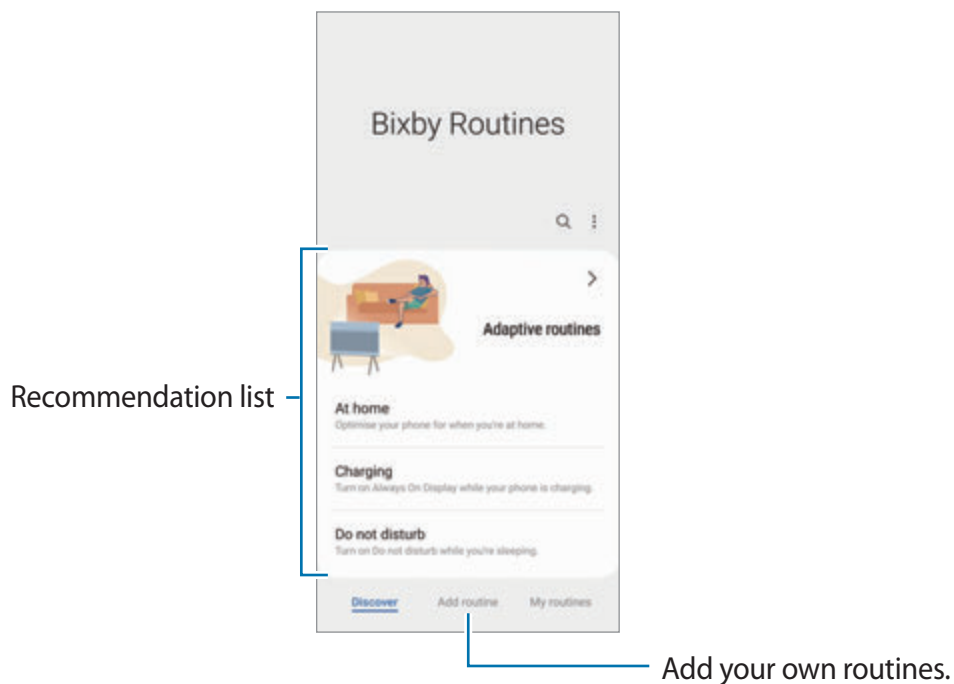 Bixby Routines
Adaptive routines
Recommendation list
At home
Optimise your phone for when you're at home.
Charging
Turn on Always On Display while your phone is charging.
Do not disturb
Turn on Do not disturb while you're sleeping.
Discover Add routine My routines
Add your own routines.